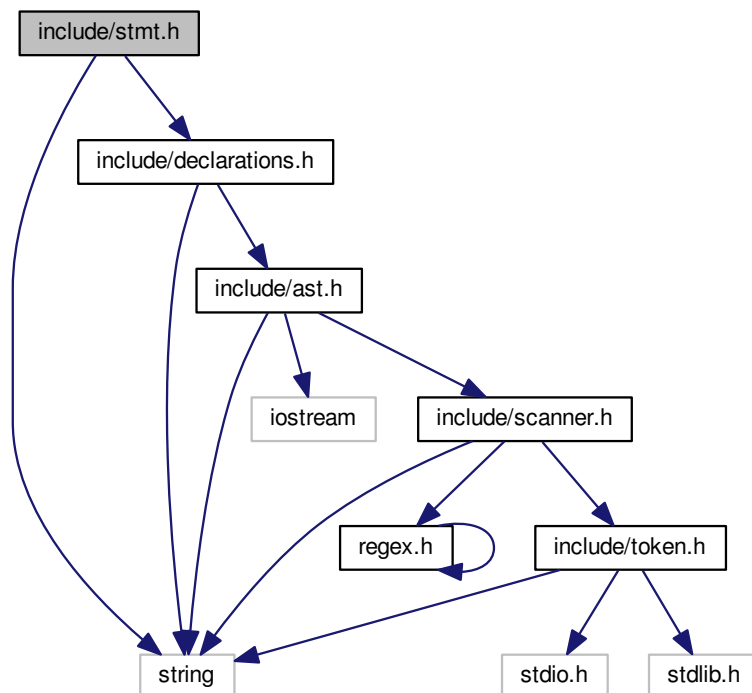 include/stmt.h
include/declarations.h
include/ast.h
iostream
include/scanner.h
regex.h
include/token.h
string
stdio.h
stdlib.h